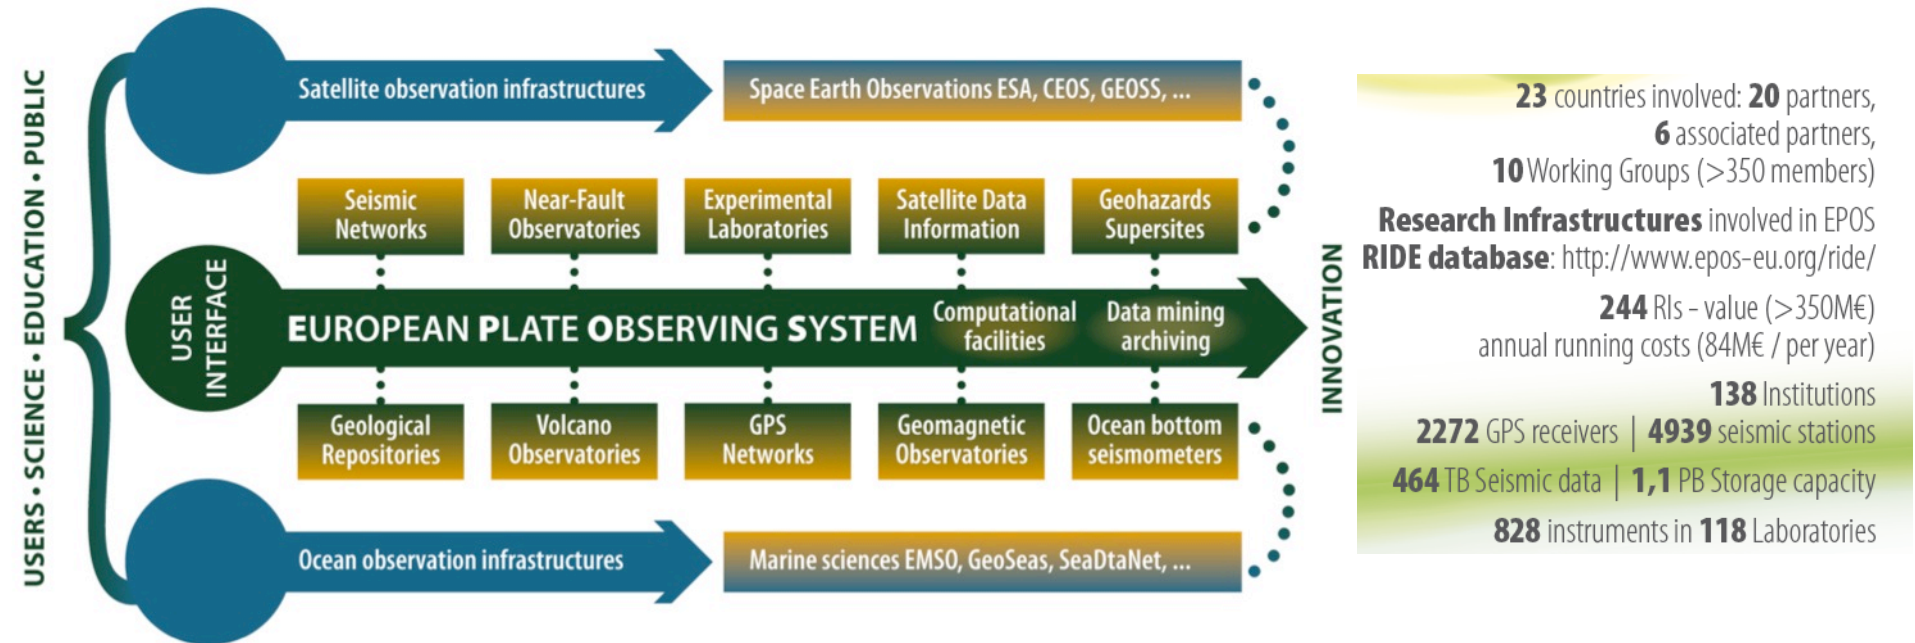 USERS • SCIENCE • EDUCATION • PUBLIC
Satellite observation infrastructures
Space Earth Observations ESA, CEOS, GEOSS, ...
Seismic
Networks
Near-Fault
Observatories
Experimental
Laboratories
Satellite Data
Information
Geohazards
Supersites
USER
INTERFACE
EUROPEAN PLATE OBSERVING SYSTEM
Computational
facilities
Data mining
archiving
INNOVATION
Geological
Repositories
Volcano
Observatories
GPS
Networks
Geomagnetic
Observatories
Ocean bottom
seismometers
Ocean observation infrastructures
Marine sciences EMSO, GeoSeas, SeaDtaNet, ...
23 countries involved: 20 partners,
6 associated partners,
10 Working Groups (>350 members)
Research Infrastructures involved in EPOS
RIDE database: http://www.epos-eu.org/ride/
244 RIs - value (>350M€)
annual running costs (84M€ / per year)
138 Institutions
2272 GPS receivers | 4939 seismic stations
464 TB Seismic data | 1,1 PB Storage capacity
828 instruments in 118 Laboratories